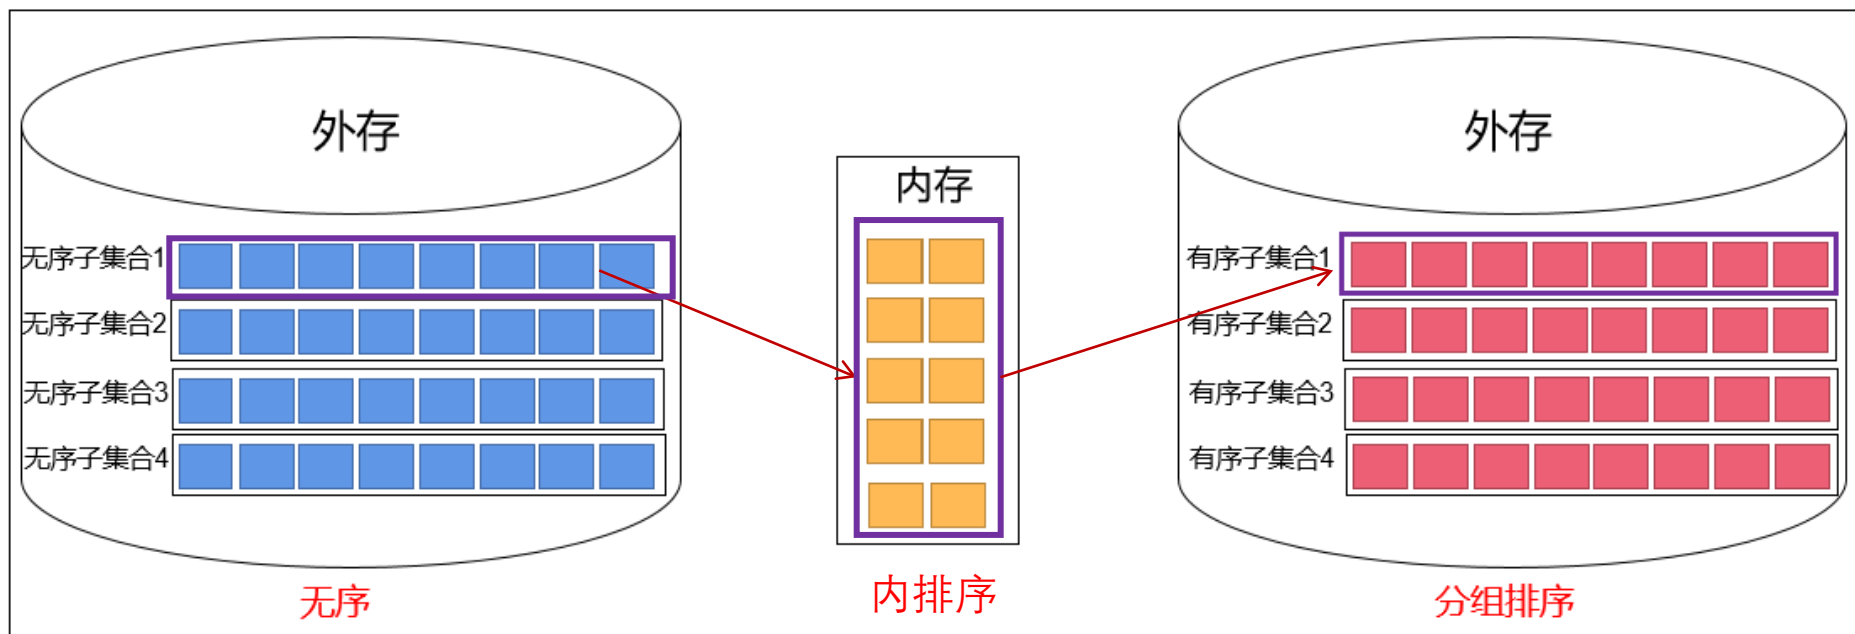 外存
无序子集合1
无序子集合2
无序子集合3
无序子集合4
无序
内存
内排序
外存
有序子集合1
有序子集合2
有序子集合3
有序子集合4
分组排序